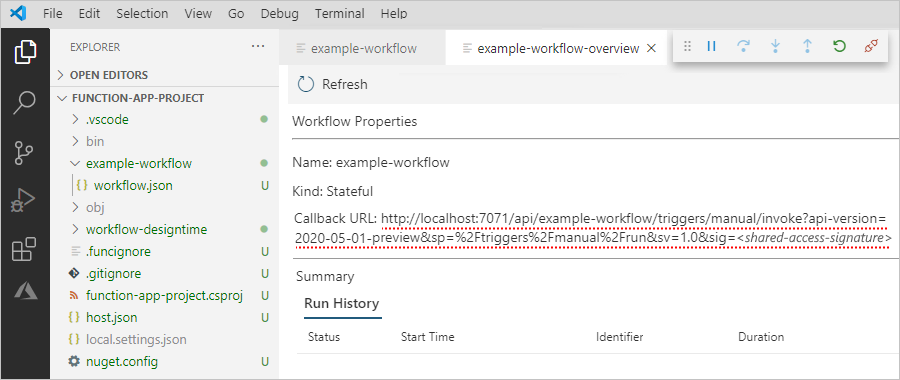 File Edit Selection View Go Debug Terminal Help
EXPLORER ...
OPEN EDITORS
FUNCTION-APP-PROJECT
.vscode
bin
example-workflow
{ } workflow.json U
obj
workflow-designtime
.funcignore U
.gitignore U
function-app-project.csproj U
{ } host.json U
{ } local.settings.json
nuget.config U
example-workflow
example-workflow-overview
Refresh
Workflow Properties
Name: example-workflow
Kind: Stateful
Callback URL: http://localhost:7071/api/example-workflow/triggers/manual/invoke?api-version=
2020-05-01-preview&sp=%2Ftriggers%2Fmanual%2Frun&sv=1.0&sig=<shared-access-signature>
Summary
Run History
Status Start Time Identifier Duration